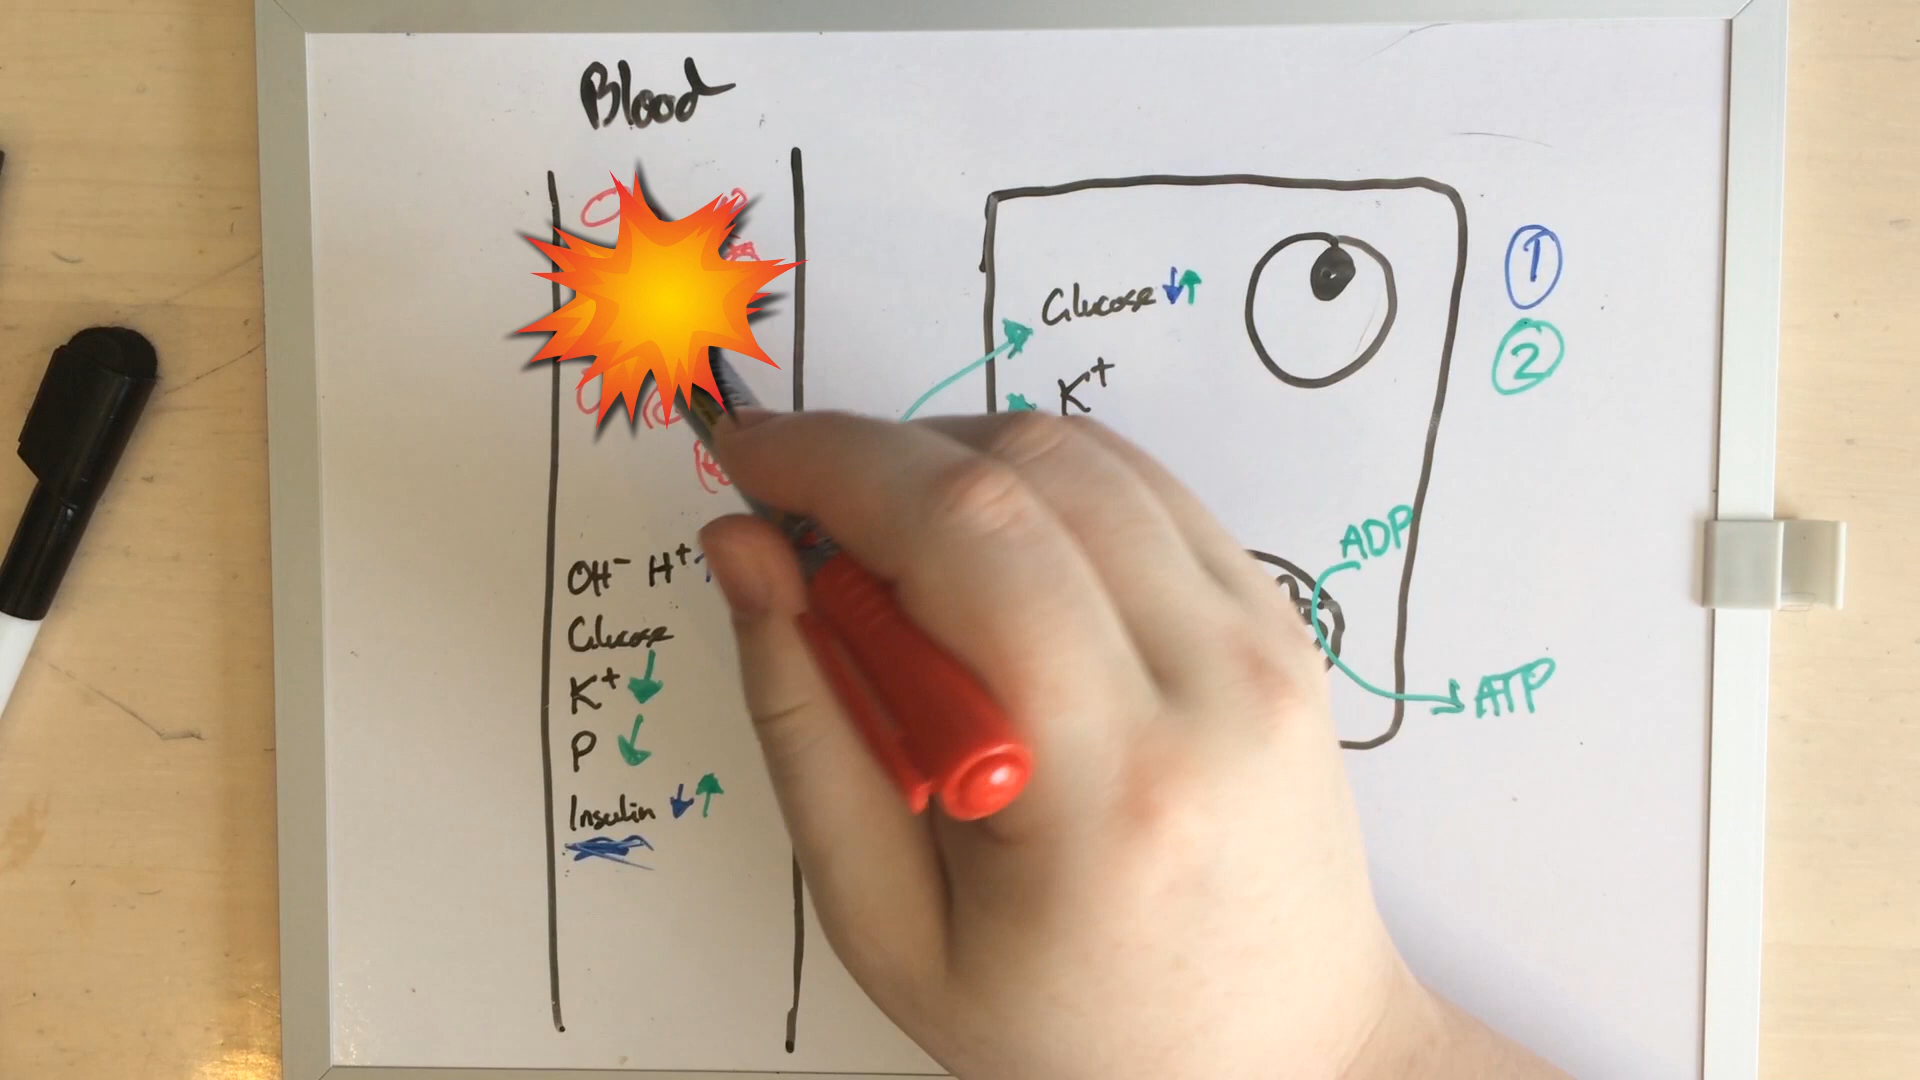 Blood
OH⁻ H⁺
Glucose
K⁺
P
Insulin
Glucose
K⁺
ADP
ATP
1
2